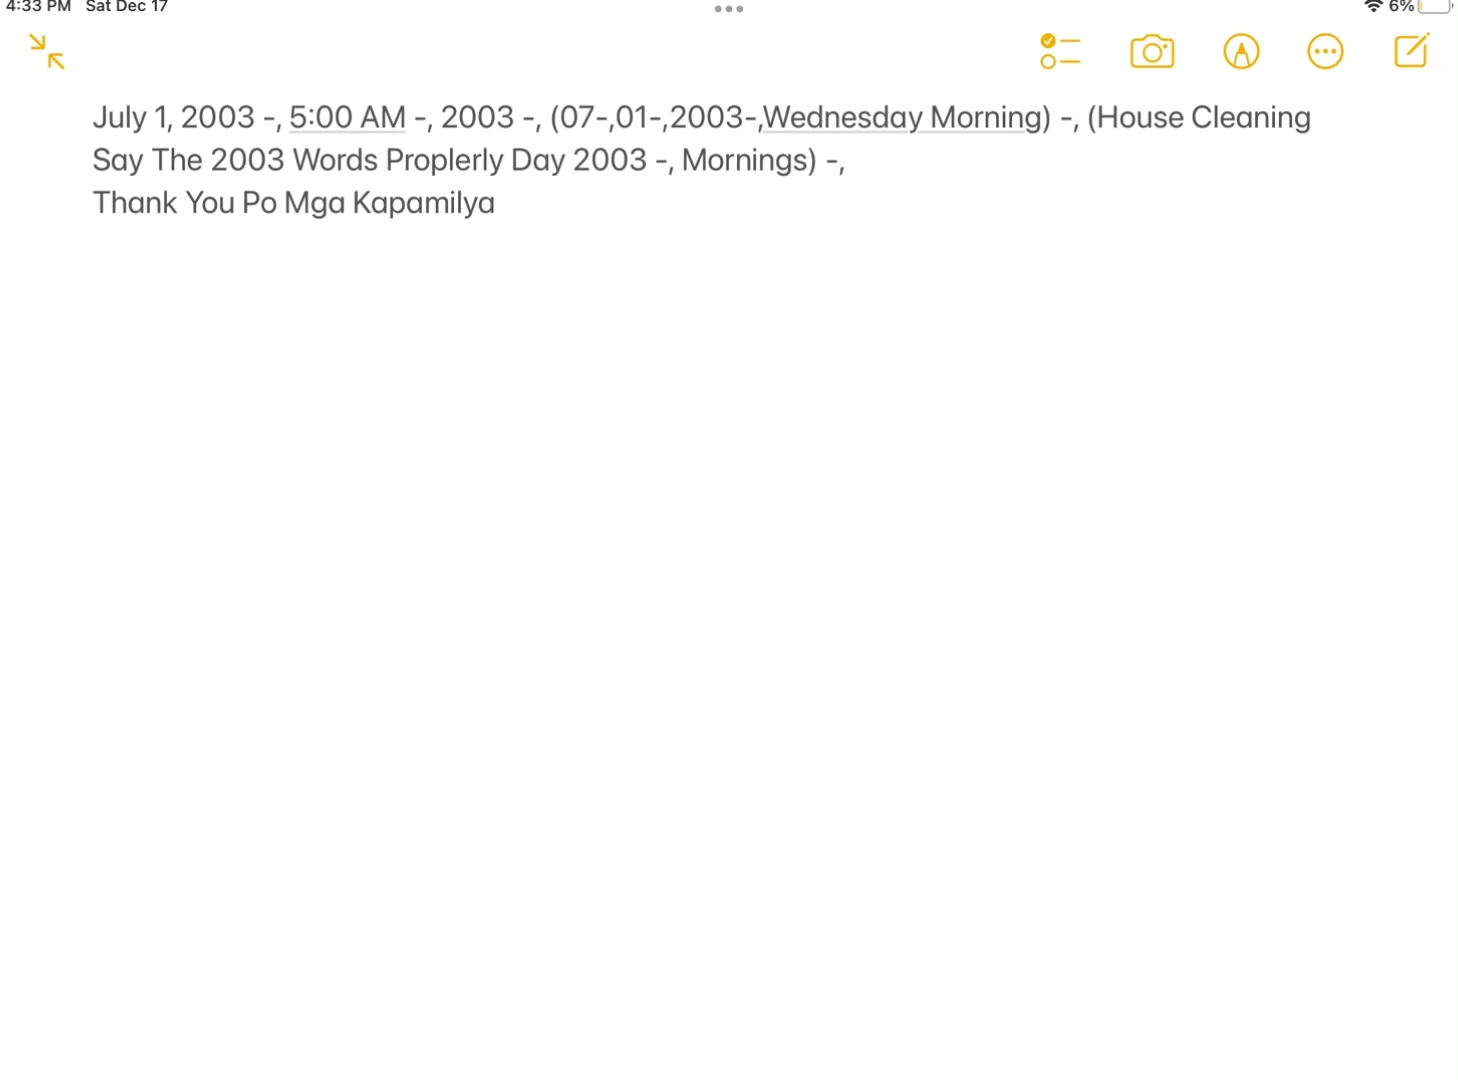 4:33 PM Sat Dec 17 6%
July 1, 2003 -, 5:00 AM -, 2003 -, (07-,01-,2003-,Wednesday Morning) -, (House Cleaning
Say The 2003 Words Proplerly Day 2003 -, Mornings) -,
Thank You Po Mga Kapamilya